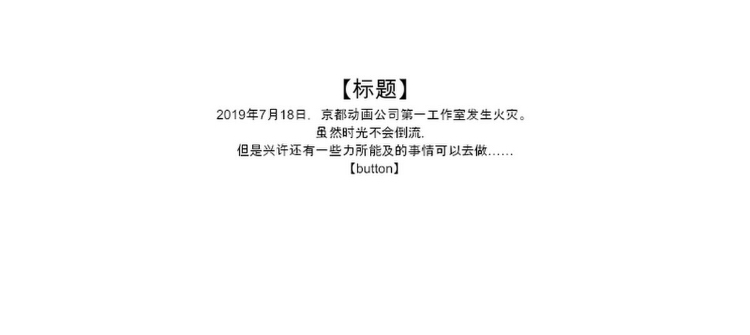 【标题】
2019年7月18日，京都动画公司第一工作室发生火灾。
虽然时光不会倒流，
但是兴许还有一些力所能及的事情可以去做……
【button】